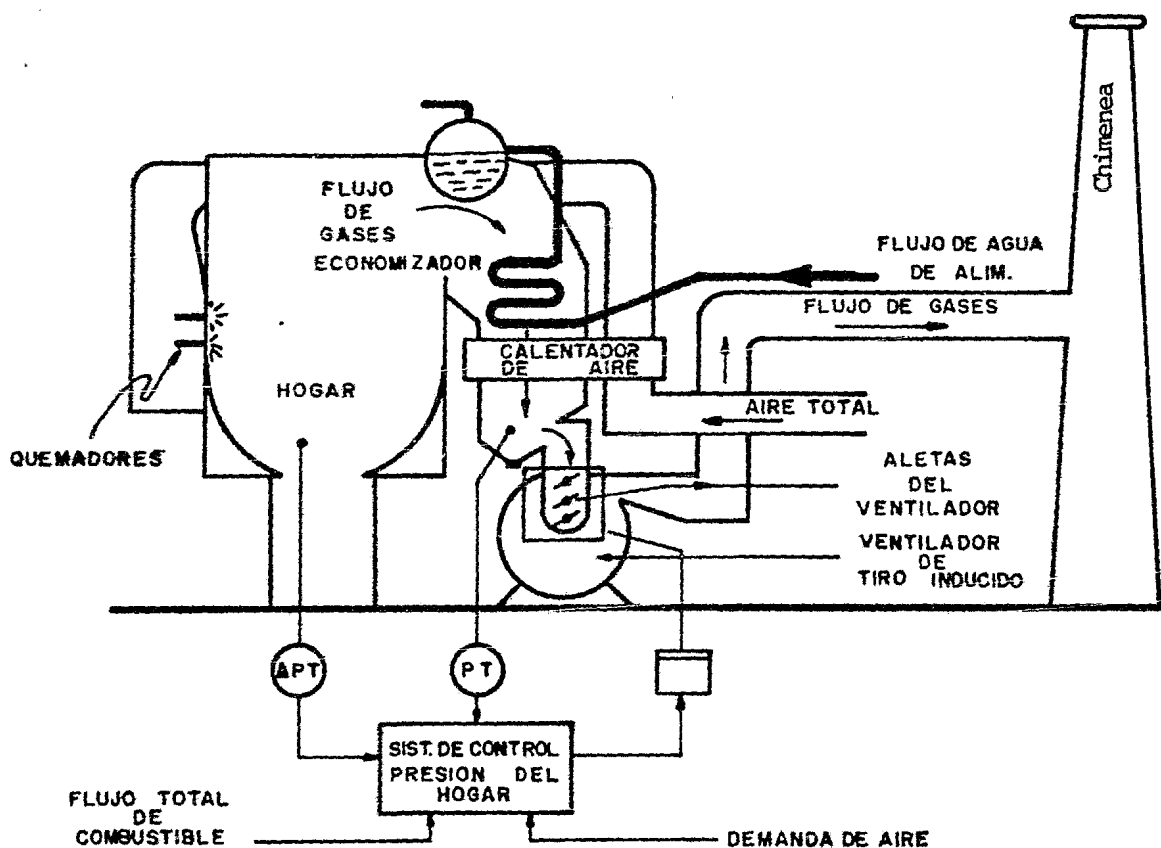 Chimenea
FLUJO
DE
GASES
ECONOMIZADOR
FLUJO DE AGUA
DE ALIM.
FLUJO DE GASES
CALENTADOR
DE AIRE
HOGAR
AIRE TOTAL
QUEMADORES
ALETAS
DEL
VENTILADOR
VENTILADOR
DE
TIRO INDUCIDO
ΔPT
PT
SIST. DE CONTROL
PRESION DEL
HOGAR
FLUJO TOTAL
DE
COMBUSTIBLE
DEMANDA DE AIRE